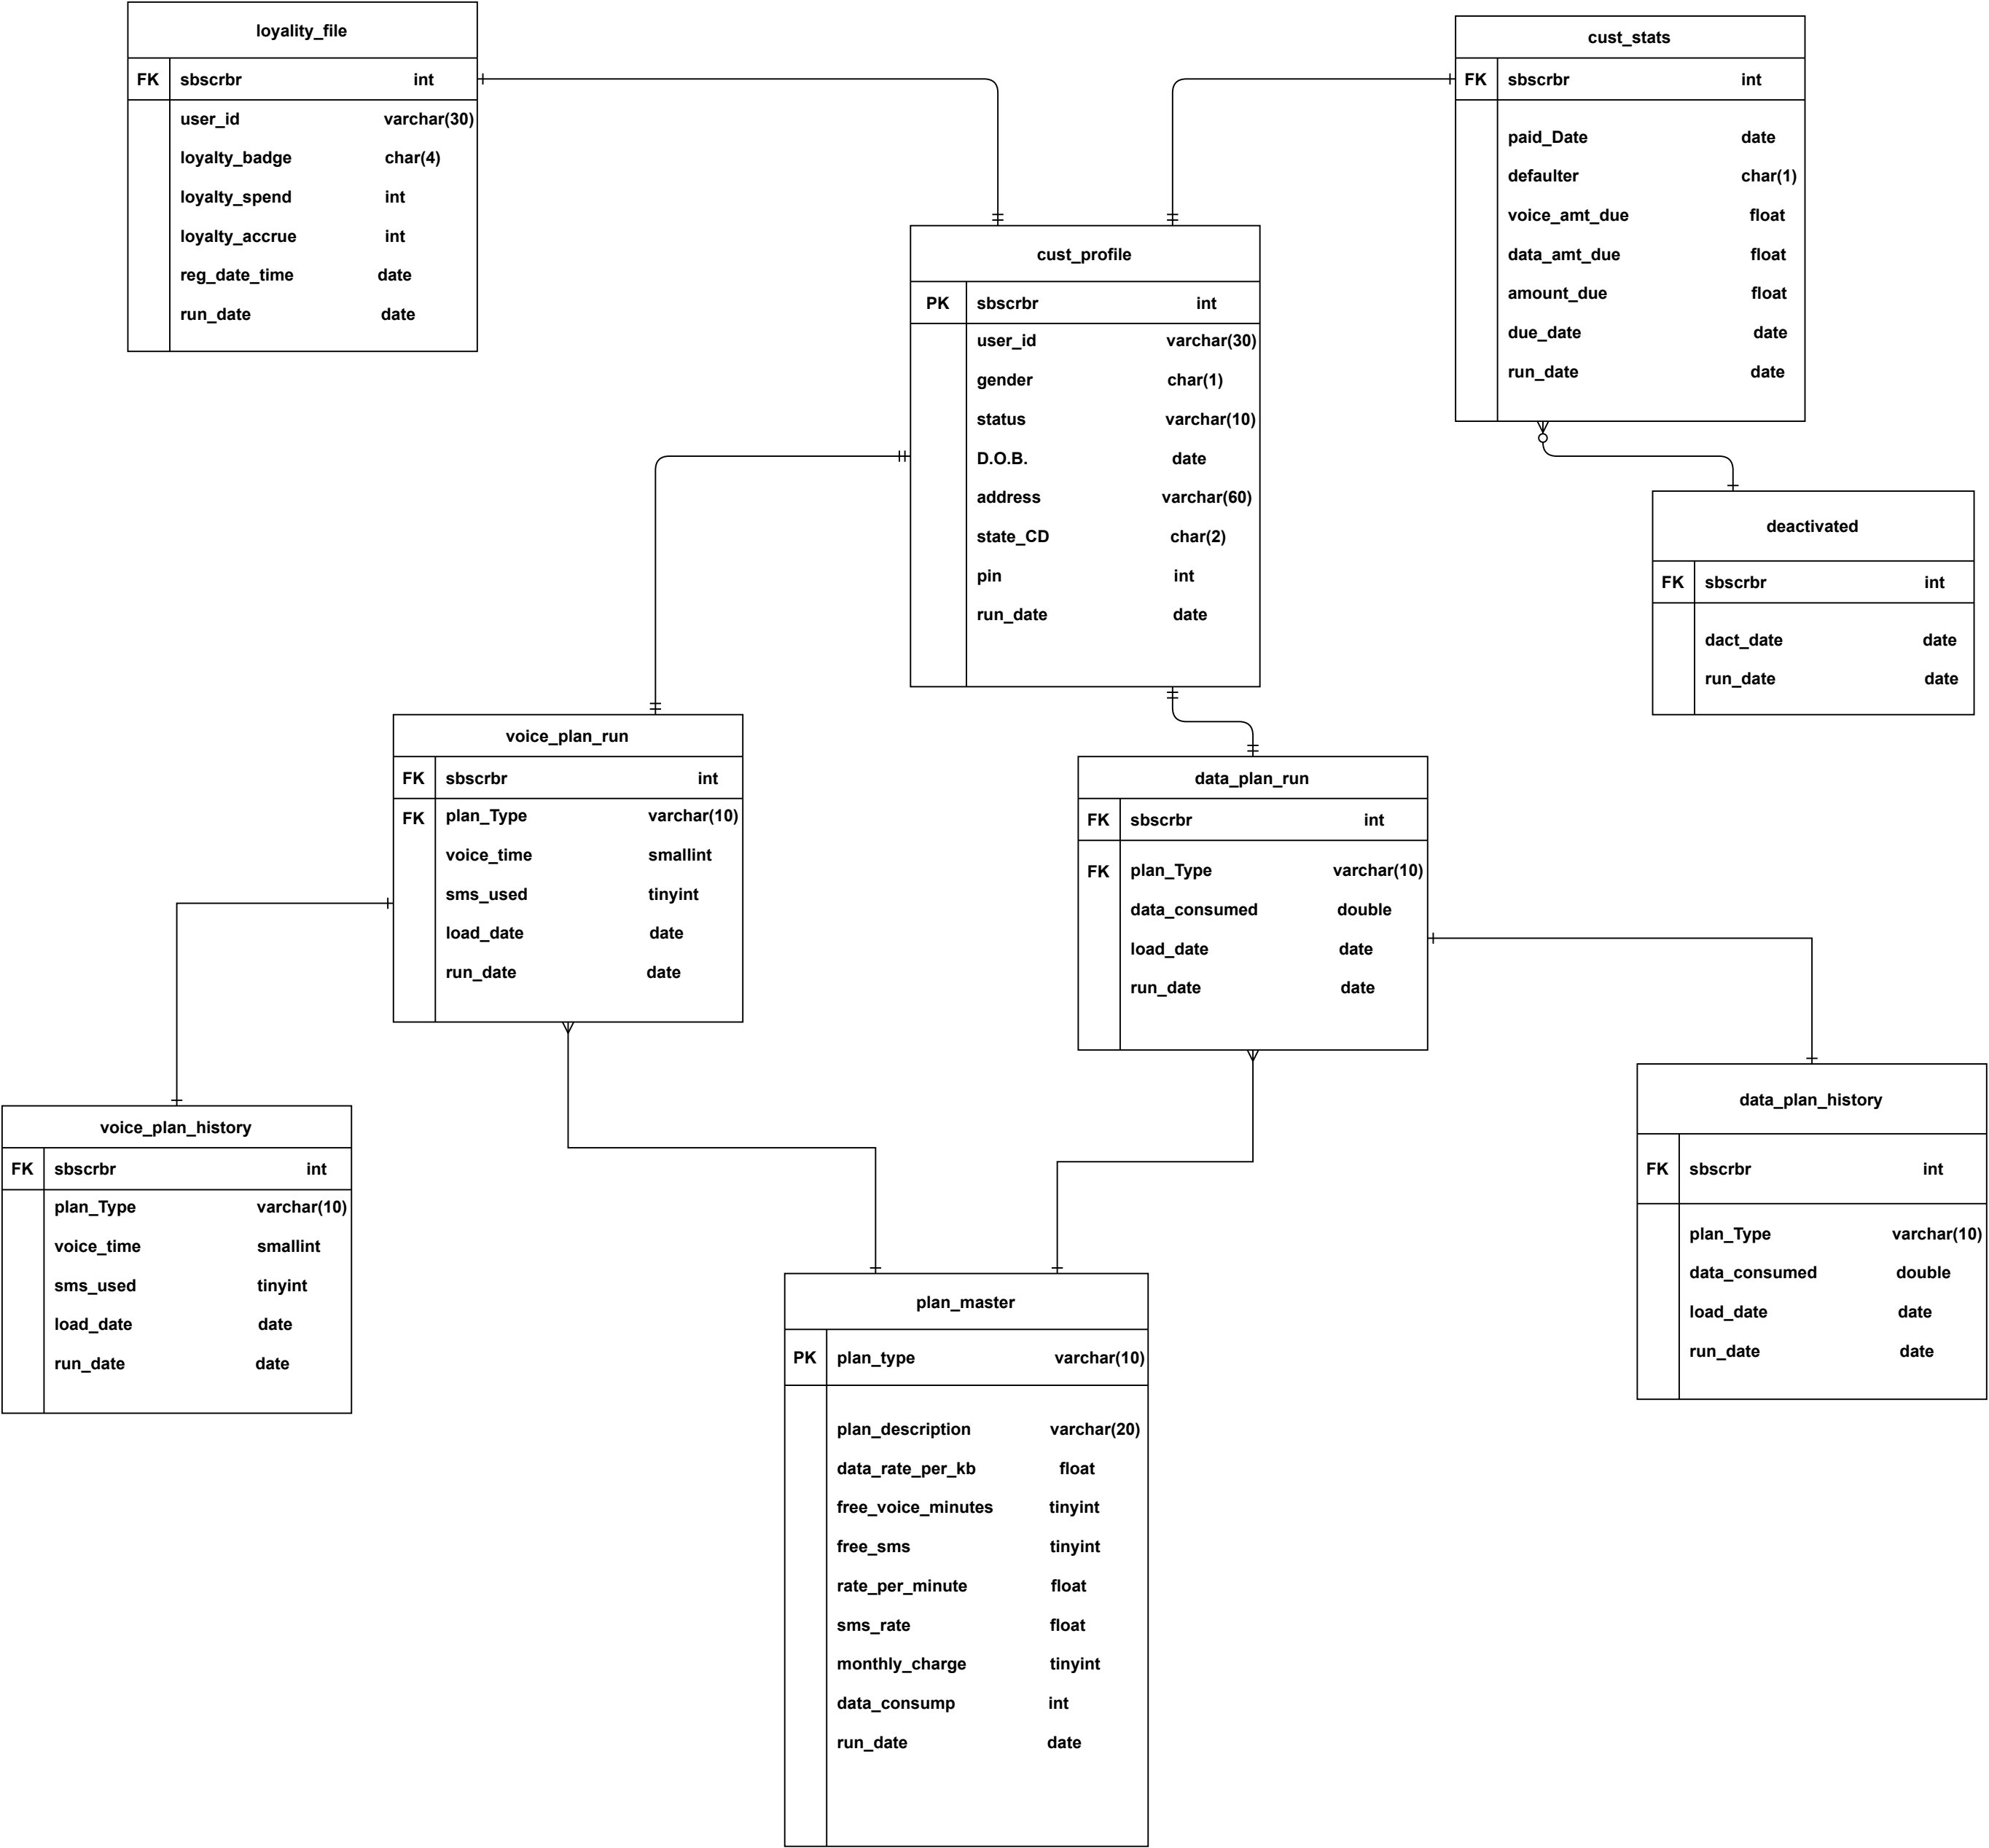 loyality_file
FK sbscrbr int
user_id varchar(30)
loyalty_badge char(4)
loyalty_spend int
loyalty_accrue int
reg_date_time date
run_date date
cust_stats
FK sbscrbr int
paid_Date date
defaulter char(1)
voice_amt_due float
data_amt_due float
amount_due float
due_date date
run_date date
cust_profile
PK sbscrbr int
user_id varchar(30)
gender char(1)
status varchar(10)
D.O.B. date
address varchar(60)
state_CD char(2)
pin int
run_date date
deactivated
FK sbscrbr int
dact_date date
run_date date
voice_plan_run
FK sbscrbr int
FK plan_Type varchar(10)
voice_time smallint
sms_used tinyint
load_date date
run_date date
data_plan_run
FK sbscrbr int
FK plan_Type varchar(10)
data_consumed double
load_date date
run_date date
voice_plan_history
FK sbscrbr int
plan_Type varchar(10)
voice_time smallint
sms_used tinyint
load_date date
run_date date
data_plan_history
FK sbscrbr int
plan_Type varchar(10)
data_consumed double
load_date date
run_date date
plan_master
PK plan_type varchar(10)
plan_description varchar(20)
data_rate_per_kb float
free_voice_minutes tinyint
free_sms tinyint
rate_per_minute float
sms_rate float
monthly_charge tinyint
data_consump int
run_date date